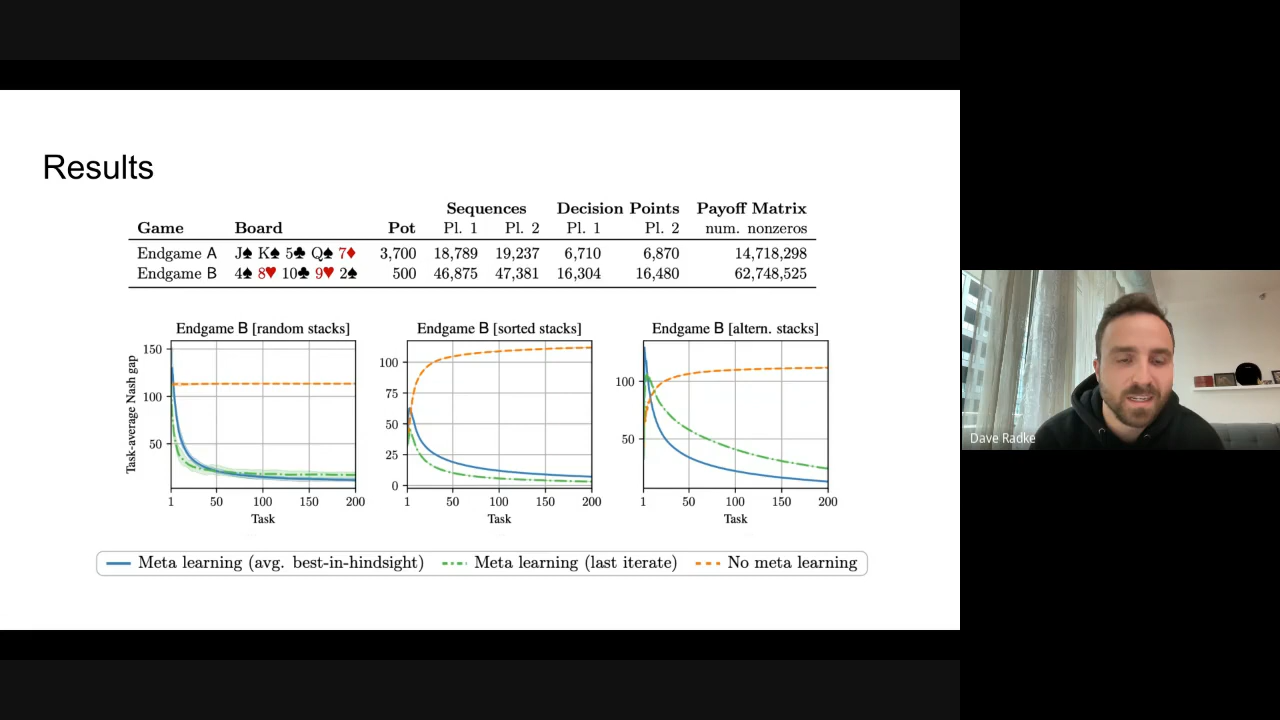 Results
Sequences Decision Points Payoff Matrix
Game Board Pot Pl. 1 Pl. 2 Pl. 1 Pl. 2 num. nonzeros
Endgame A J♠ K♠ 5♣ Q♠ 7♦ 3,700 18,789 19,237 6,710 6,870 14,718,298
Endgame B 4♠ 8♥ 10♣ 9♥ 2♠ 500 46,875 47,381 16,304 16,480 62,748,525
Endgame B [random stacks]
Task-average Nash gap
150
100
50
1 50 100 150 200
Task
Endgame B [sorted stacks]
100
75
50
25
0
1 50 100 150 200
Task
Endgame B [altern. stacks]
100
50
1 50 100 150 200
Task
Meta learning (avg. best-in-hindsight) Meta learning (last iterate) No meta learning
Dave Radke